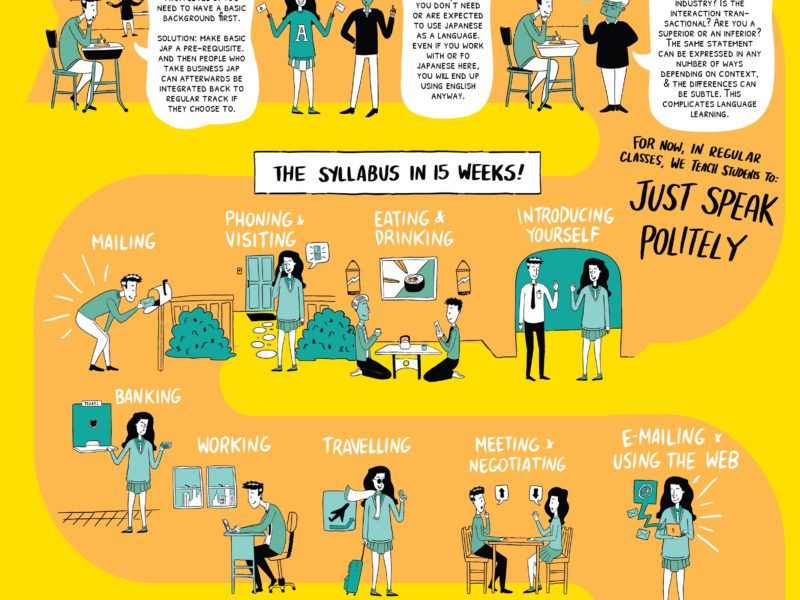 NEED TO HAVE A BASIC
BACKGROUND FIRST.
SOLUTION: MAKE BASIC
JAP A PRE-REQUISITE.
AND THEN PEOPLE WHO
TAKE BUSINESS JAP
CAN AFTERWARDS BE
INTEGRATED BACK TO
REGULAR TRACK IF
THEY CHOOSE TO.
A
YOU DON'T NEED
OR ARE EXPECTED
TO USE JAPANESE
AS A LANGUAGE.
EVEN IF YOU WORK
WITH OR FO
JAPANESE HERE,
YOU WILL END UP
USING ENGLISH
ANYWAY.
INDUSTRY? IS THE
INTERACTION TRAN-
SACTIONAL? ARE YOU A
SUPERIOR OR AN INFERIOR?
THE SAME STATEMENT
CAN BE EXPRESSED IN ANY
NUMBER OF WAYS
DEPENDING ON CONTEXT,
& THE DIFFERENCES CAN
BE SUBTLE. THIS
COMPLICATES LANGUAGE
LEARNING.
FOR NOW, IN REGULAR
CLASSES, WE TEACH STUDENTS TO:
JUST SPEAK
POLITELY
THE SYLLABUS IN 15 WEEKS!
MAILING
PHONING &
VISITING
EATING &
DRINKING
INTRODUCING
YOURSELF
BANKING
WORKING
TRAVELLING
MEETING &
NEGOTIATING
E-MAILING &
USING THE WEB
@